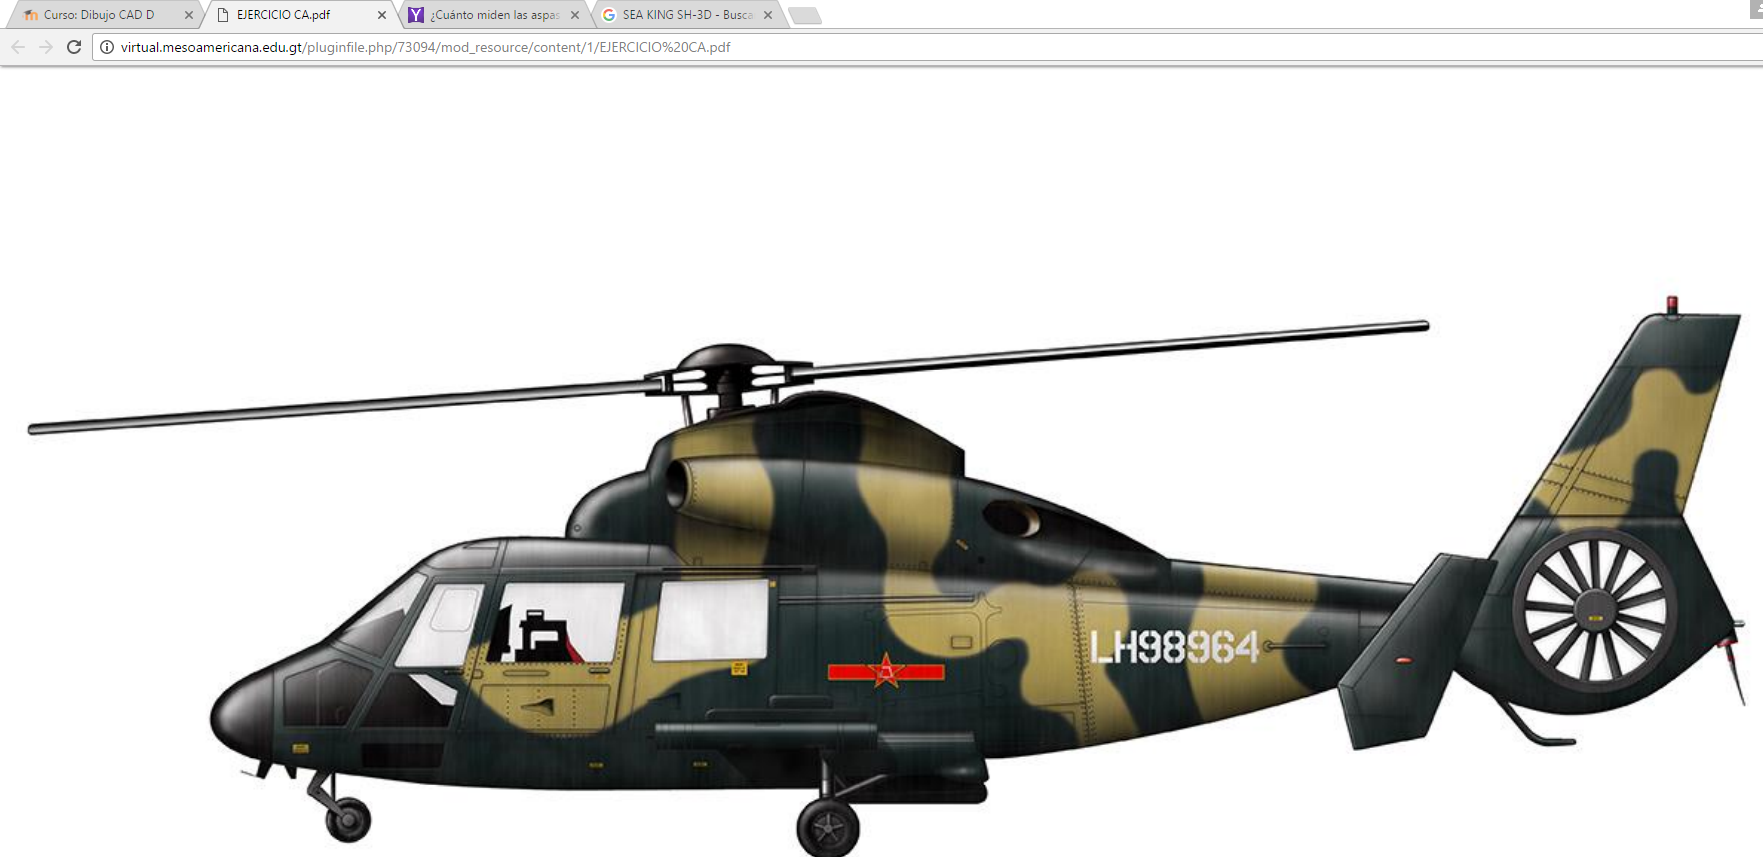 Curso: Dibujo CAD D
EJERCICIO CA.pdf
¿Cuánto miden las aspas
SEA KING SH-3D - Busca
virtual.mesoamericana.edu.gt/pluginfile.php/73094/mod_resource/content/1/EJERCICIO%20CA.pdf
LH98964